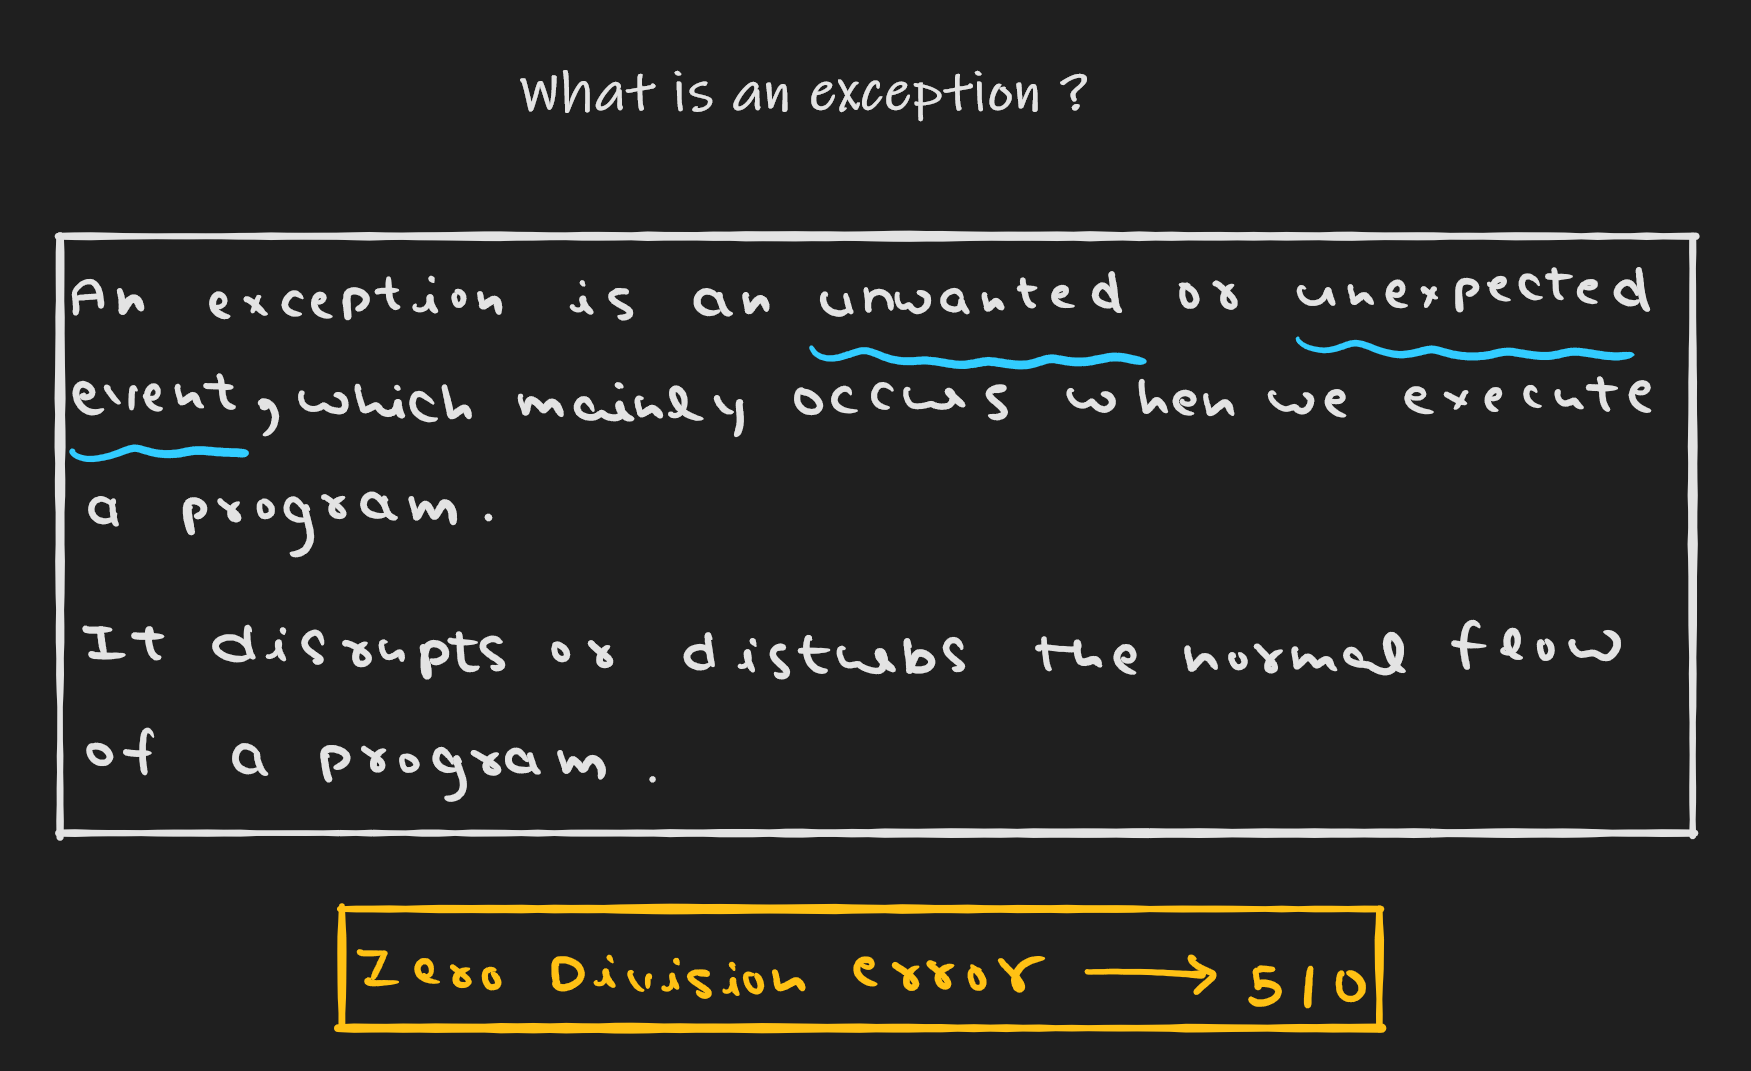 What is an exception ?
An exception is an unwanted or unexpected
event, which mainly occurs when we execute
a program.
It disrupts or disturbs the normal flow
of a program.
Zero Division error → 5/0